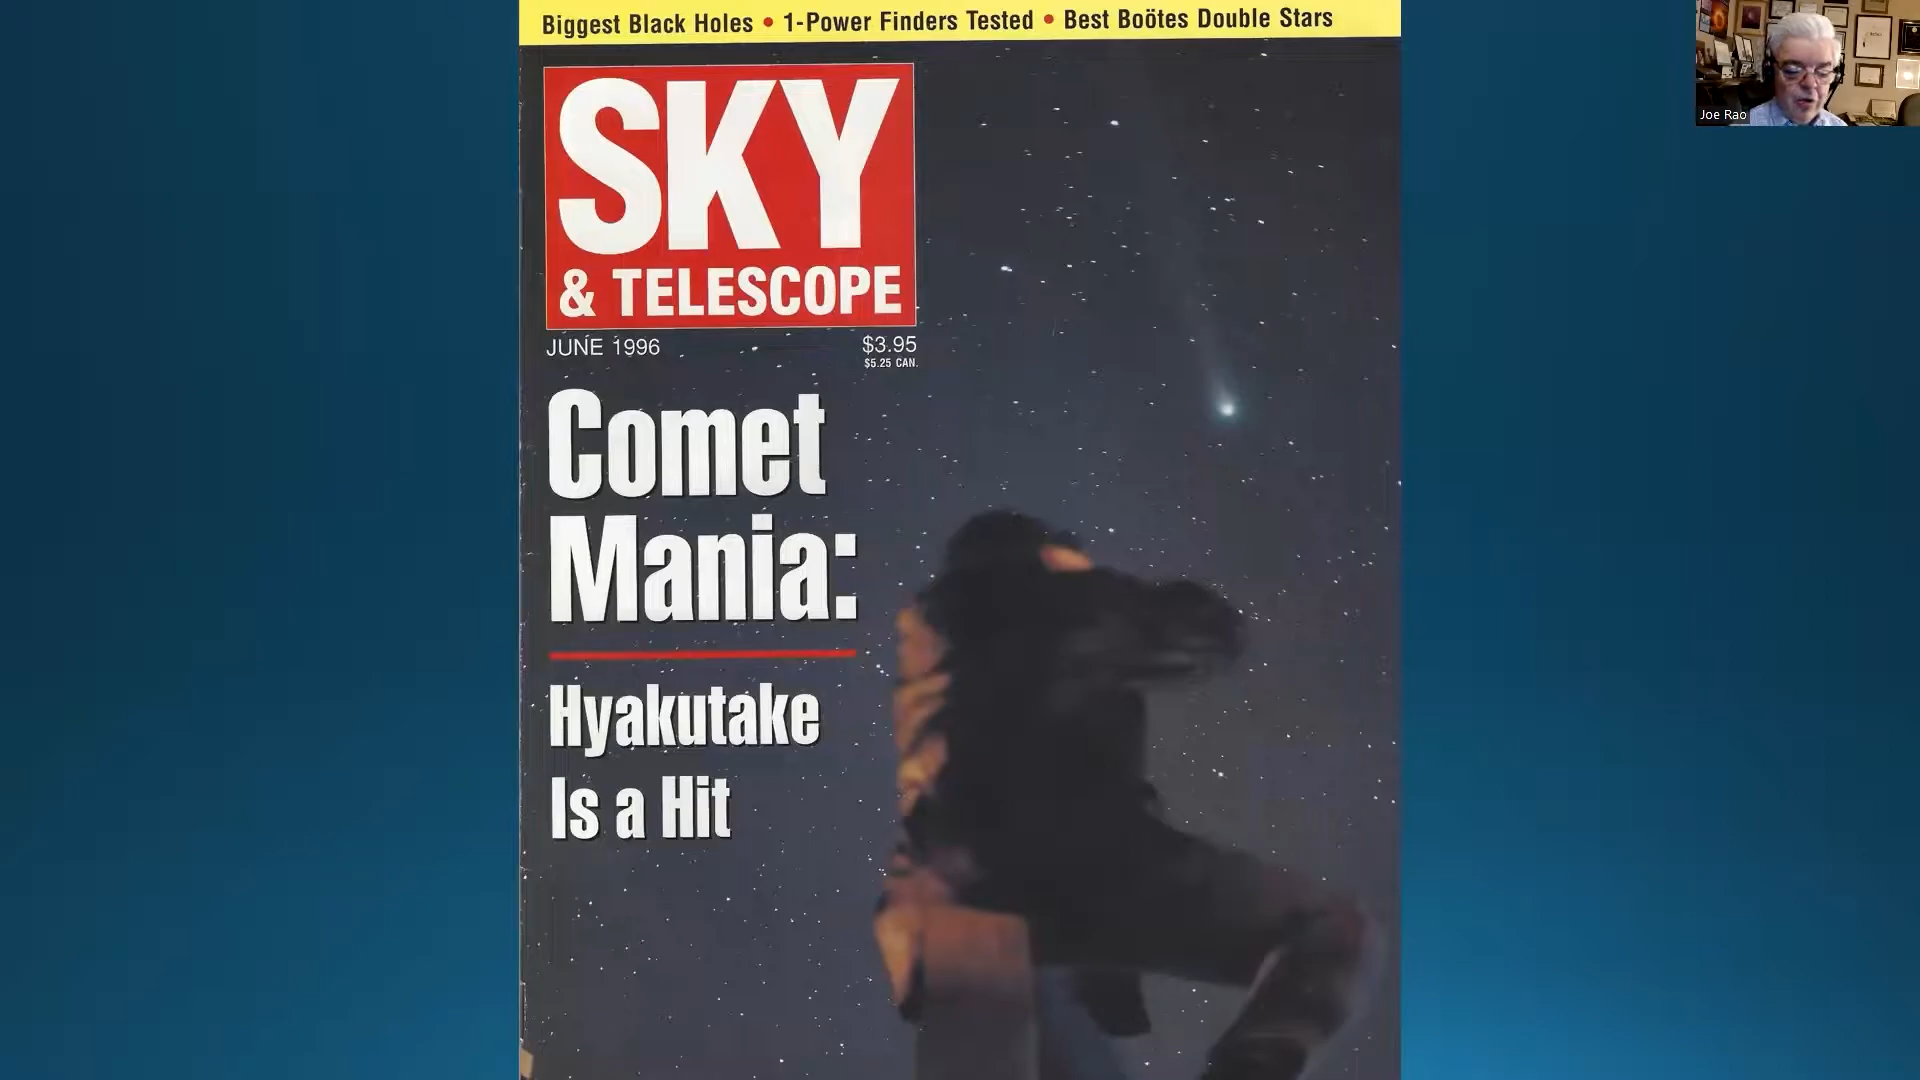 Biggest Black Holes • 1-Power Finders Tested • Best Boötes Double Stars
SKY
& TELESCOPE
JUNE 1996
$3.95
$5.25 CAN.
Comet
Mania:
Hyakutake
Is a Hit
Joe Rao